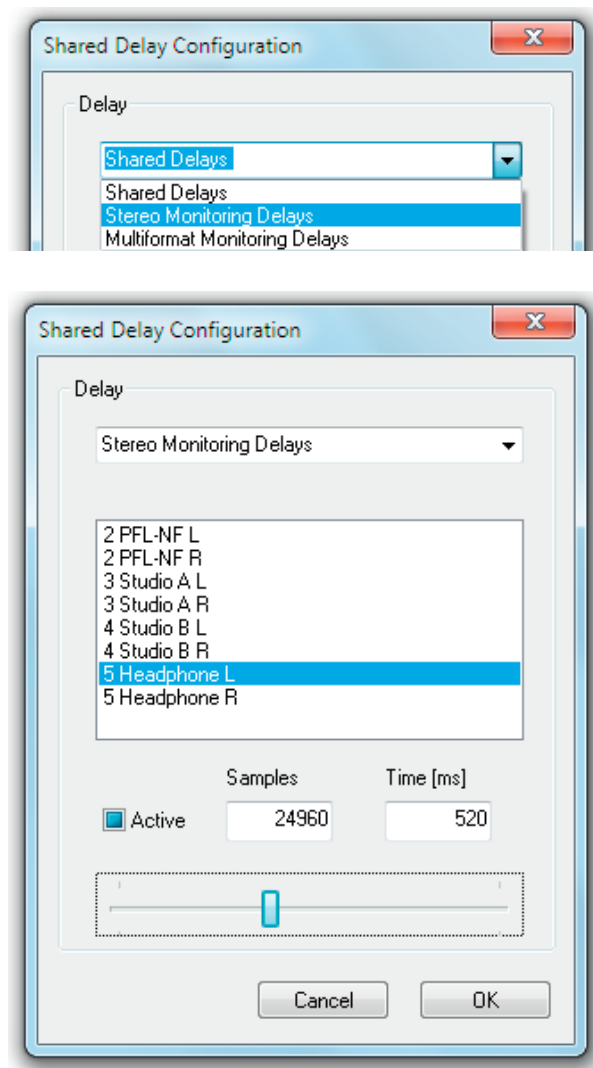 Shared Delay Configuration
Delay
Shared Delays
Shared Delays
Stereo Monitoring Delays
Multiformat Monitoring Delays
Shared Delay Configuration
Delay
Stereo Monitoring Delays
2 PFL-NF L
2 PFL-NF R
3 Studio A L
3 Studio A R
4 Studio B L
4 Studio B R
5 Headphone L
5 Headphone R
Samples Time [ms]
Active 24960 520
Cancel OK